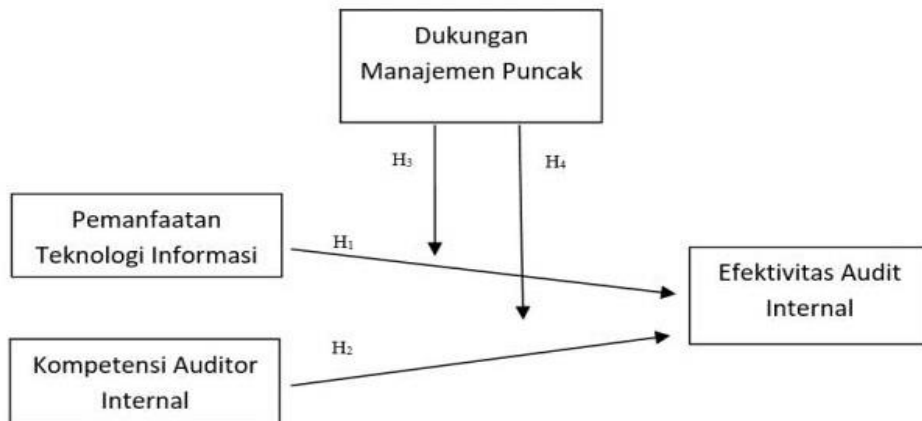 Dukungan
Manajemen Puncak
H₃
H₄
Pemanfaatan
Teknologi Informasi
H₁
Efektivitas Audit
Internal
H₂
Kompetensi Auditor
Internal